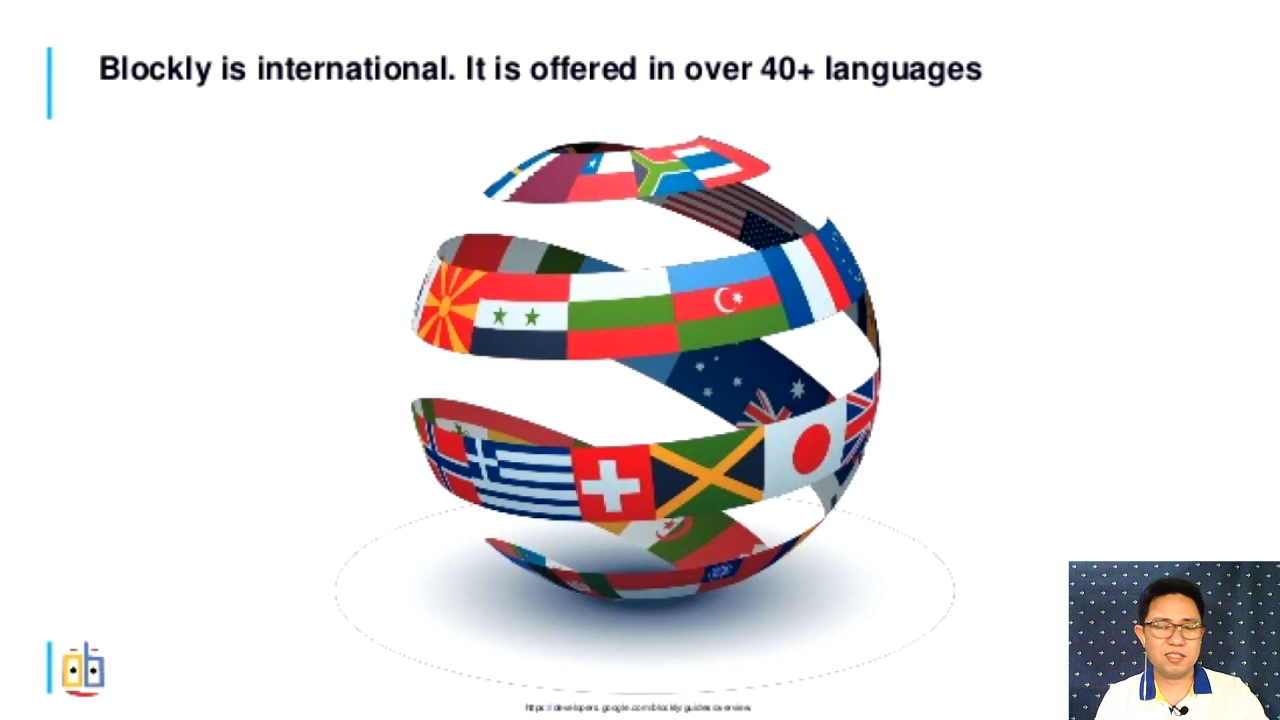 Blockly is international. It is offered in over 40+ languages
https://developers.google.com/blockly/guides/overview